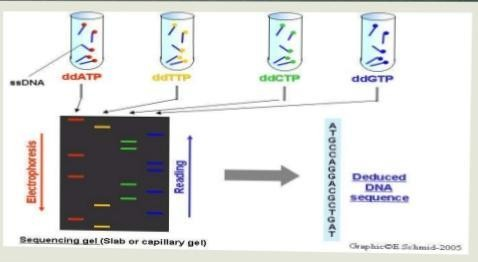 ddATP ddTTP ddCTP ddGTP
ssDNA
Electrophoresis
Reading
ATGCCAGGACGCTGAT
Deduced
DNA
sequence
Sequencing gel (Slab or capillary gel)
Graphic©E.Schmid-2005